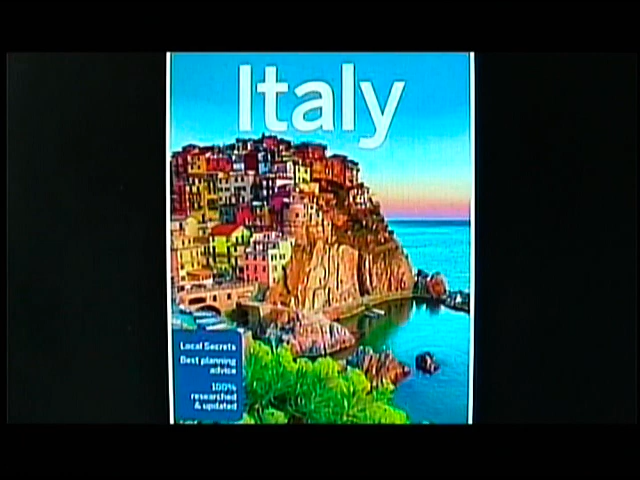 Italy
Local Secrets
Best planning
advice
100%
researched
& updated